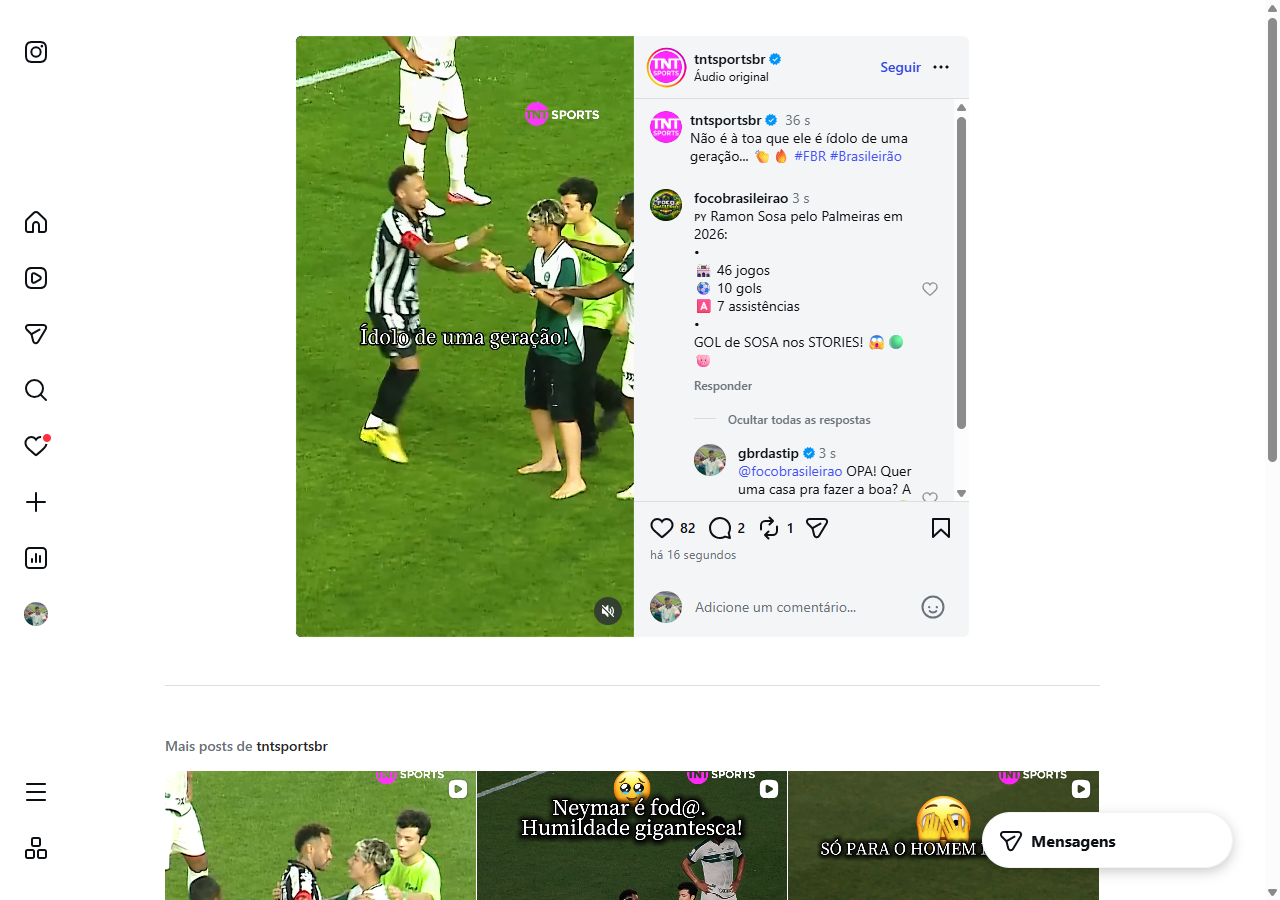 TNT SPORTS
Ídolo de uma geração!
TNT SPORTS
tntsportsbr
Áudio original
Seguir
TNT SPORTS
tntsportsbr 36 s
Não é à toa que ele é ídolo de uma
geração... 👏 🔥 #FBR #Brasileirão
focobrasileirao 3 s
PY Ramon Sosa pelo Palmeiras em
2026:
•
🏟 46 jogos
⚽ 10 gols
🅰 7 assistências
•
GOL de SOSA nos STORIES! 😱 🟢
🐷
Responder
Ocultar todas as respostas
gbrdastip 3 s
@focobrasileirao OPA! Quer
uma casa pra fazer a boa? A
82
2
1
há 16 segundos
Adicione um comentário...
Mais posts de tntsportsbr
TNT SPORTS
TNT SPORTS
Neymar é fod@.
Humildade gigantesca!
TNT SPORTS
SÓ PARA O HOMEM
Mensagens